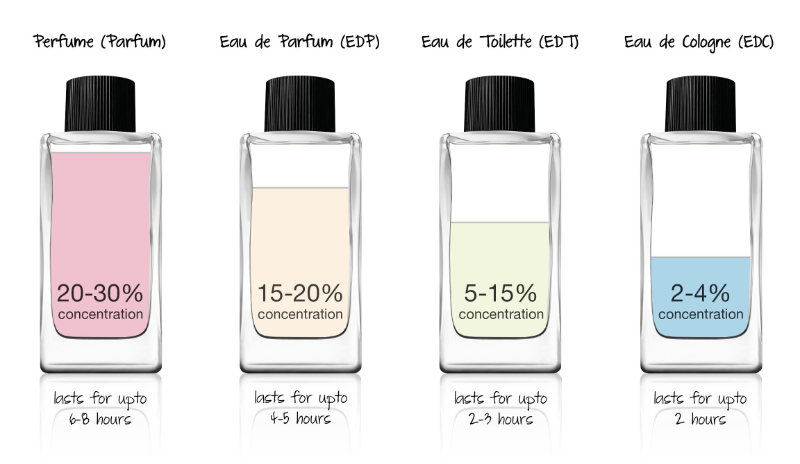 Perfume (Parfum)
20-30%
concentration
lasts for upto
6-8 hours
Eau de Parfum (EDP)
15-20%
concentration
lasts for upto
4-5 hours
Eau de Toilette (EDT)
5-15%
concentration
lasts for upto
2-3 hours
Eau de Cologne (EDC)
2-4%
concentration
lasts for upto
2 hours